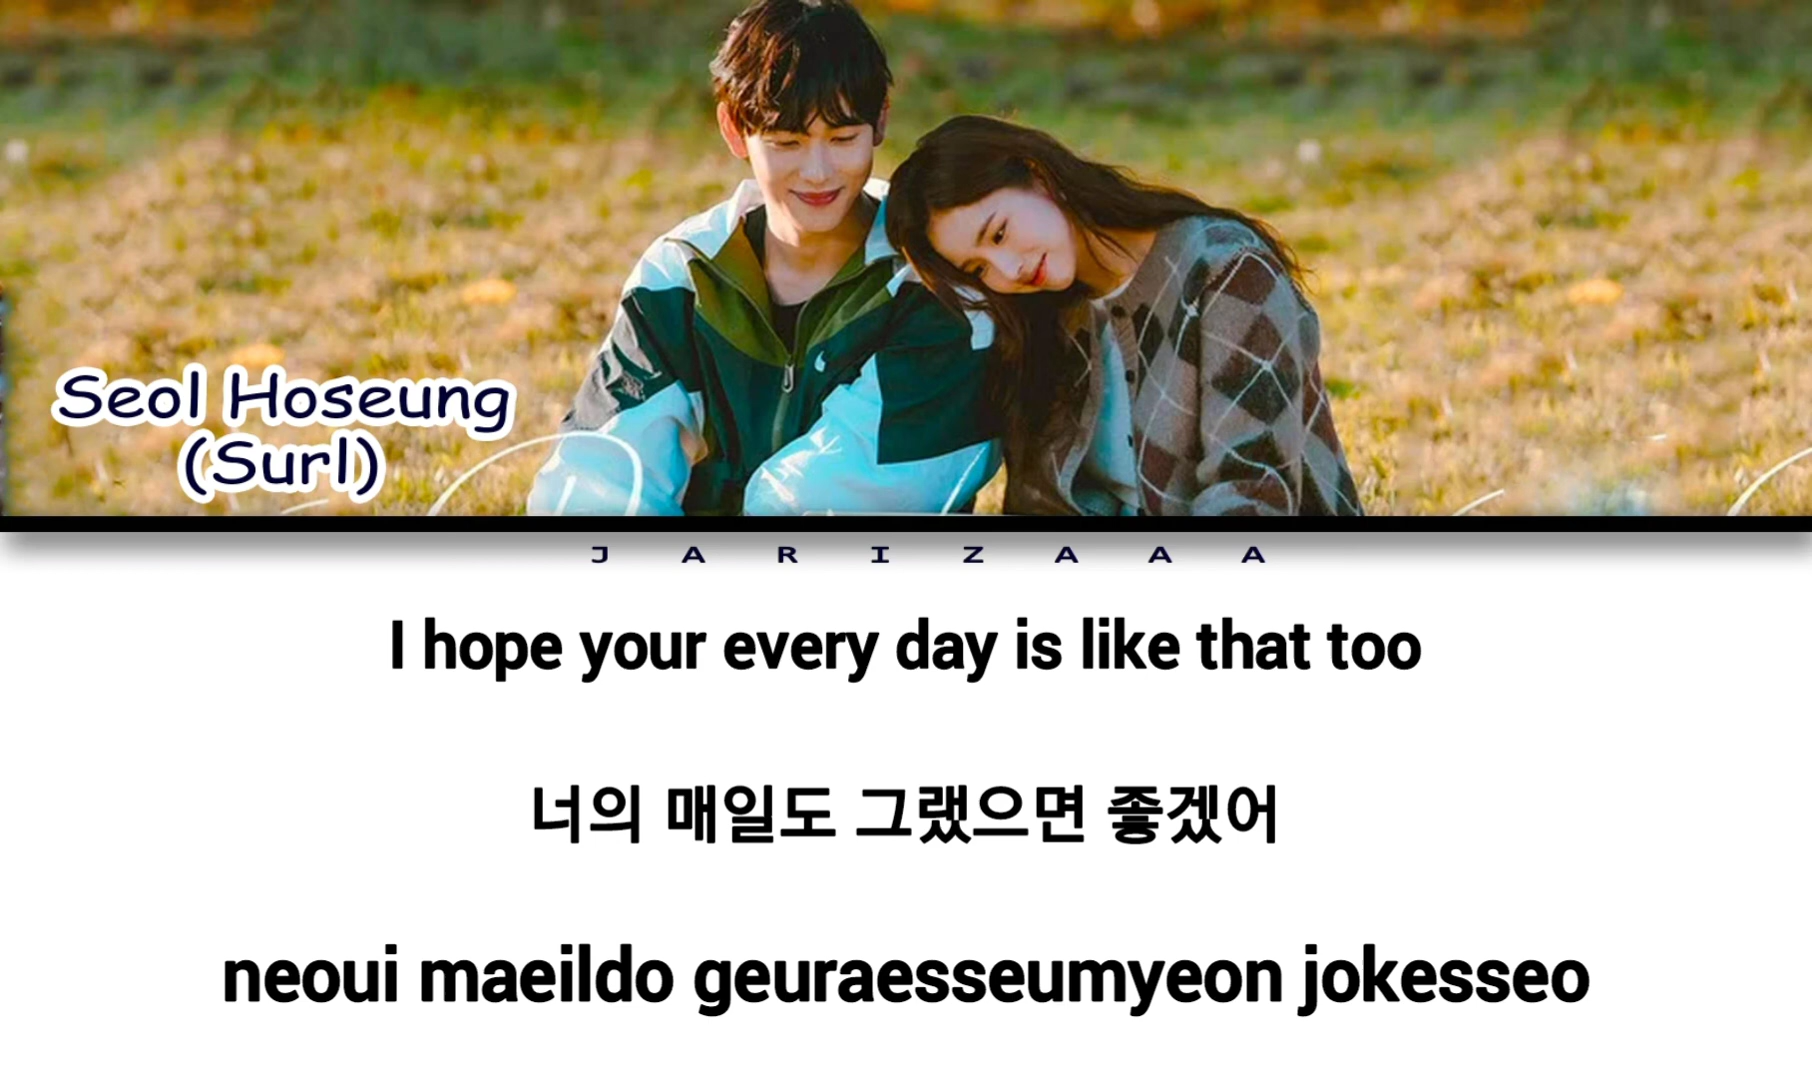 Seol Hoseung
(Surl)
J A R I Z A A A
I hope your every day is like that too
너의 매일도 그랬으면 좋겠어
neoui maeildo geuraesseumyeon jokesseo